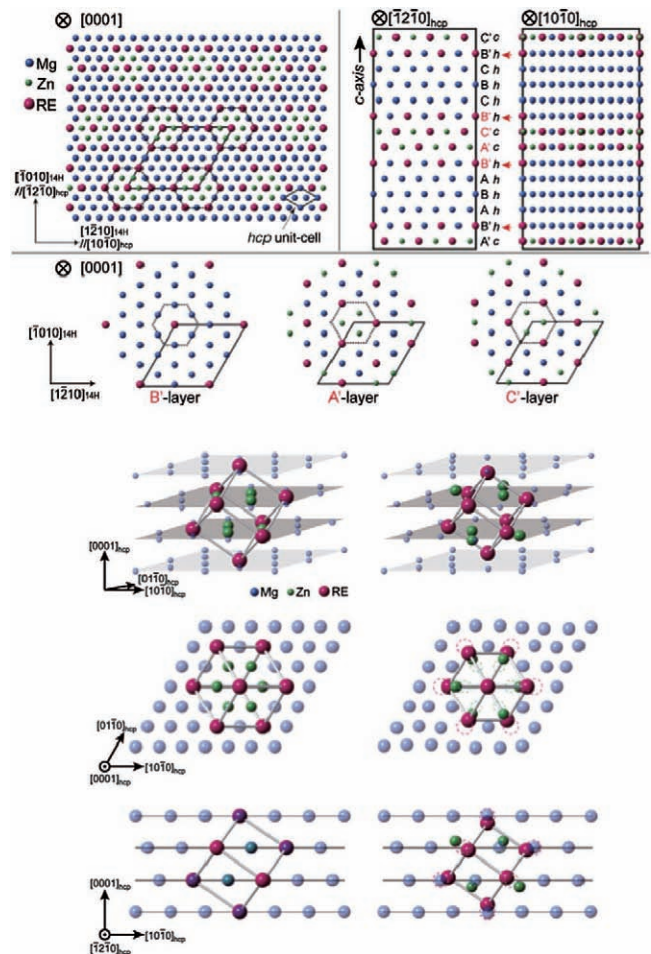 [0001]
Mg
Zn
RE
[1̄010]14H
//[1̄21̄0]hcp
[12̄10]14H
//[101̄0]hcp
hcp unit-cell
[1̄21̄0]hcp
[101̄0]hcp
c-axis
C' c
B' h
C h
B h
C h
B' h
C' c
A' c
B' h
A h
B h
A h
B' h
A' c
[0001]
[1̄010]14H
[12̄10]14H
B'-layer
A'-layer
C'-layer
[0001]hcp
[011̄0]hcp
[101̄0]hcp
Mg Zn RE
[011̄0]hcp
[0001]hcp
[101̄0]hcp
[0001]hcp
[1̄21̄0]hcp
[101̄0]hcp